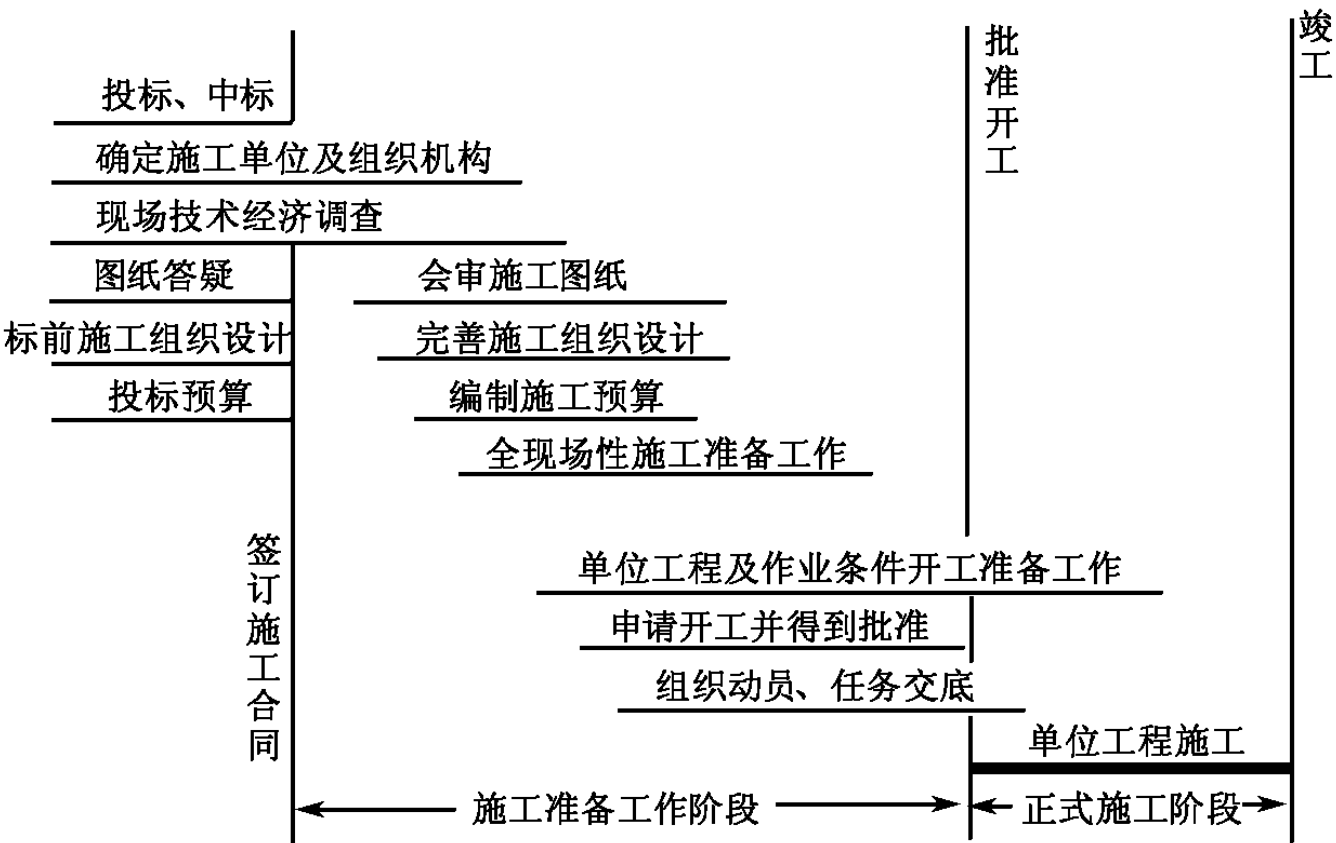 竣工
批准开工
投标、中标
确定施工单位及组织机构
现场技术经济调查
图纸答疑
会审施工图纸
标前施工组织设计
完善施工组织设计
投标预算
编制施工预算
全现场性施工准备工作
签订施工合同
单位工程及作业条件开工准备工作
申请开工并得到批准
组织动员、任务交底
单位工程施工
施工准备工作阶段
正式施工阶段